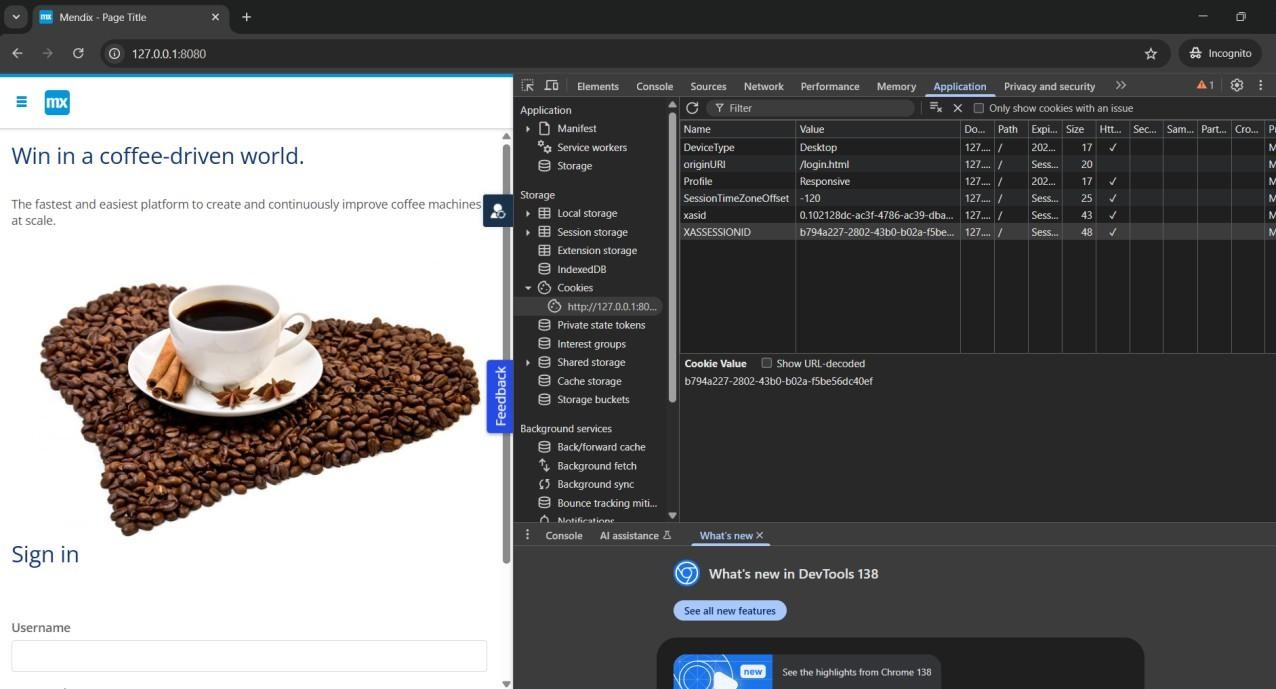 mx Mendix - Page Title
127.0.0.1:8080
Incognito
mx
Win in a coffee-driven world.
The fastest and easiest platform to create and continuously improve coffee machines
at scale.
Feedback
Sign in
Username
Elements Console Sources Network Performance Memory Application Privacy and security 1
Application
Manifest
Service workers
Storage
Storage
Local storage
Session storage
Extension storage
IndexedDB
Cookies
http://127.0.0.1:80...
Private state tokens
Interest groups
Shared storage
Cache storage
Storage buckets
Background services
Back/forward cache
Background fetch
Background sync
Bounce tracking miti...
Notifications
Filter Only show cookies with an issue
Name Value Do... Path Expi... Size Htt... Sec... Sam... Part... Cro... P
DeviceType Desktop 127.... / 202... 17 ✓ M
originURI /login.html 127.... / Sess... 20 M
Profile Responsive 127.... / 202... 17 ✓ M
SessionTimeZoneOffset -120 127.... / Sess... 25 ✓ M
xasid 0.102128dc-ac3f-4786-ac39-dba... 127.... / Sess... 43 ✓ M
XASSESSIONID b794a227-2802-43b0-b02a-f5be... 127.... / Sess... 48 ✓ M
Cookie Value Show URL-decoded
b794a227-2802-43b0-b02a-f5be56dc40ef
Console AI assistance What's new
What's new in DevTools 138
See all new features
new
See the highlights from Chrome 138